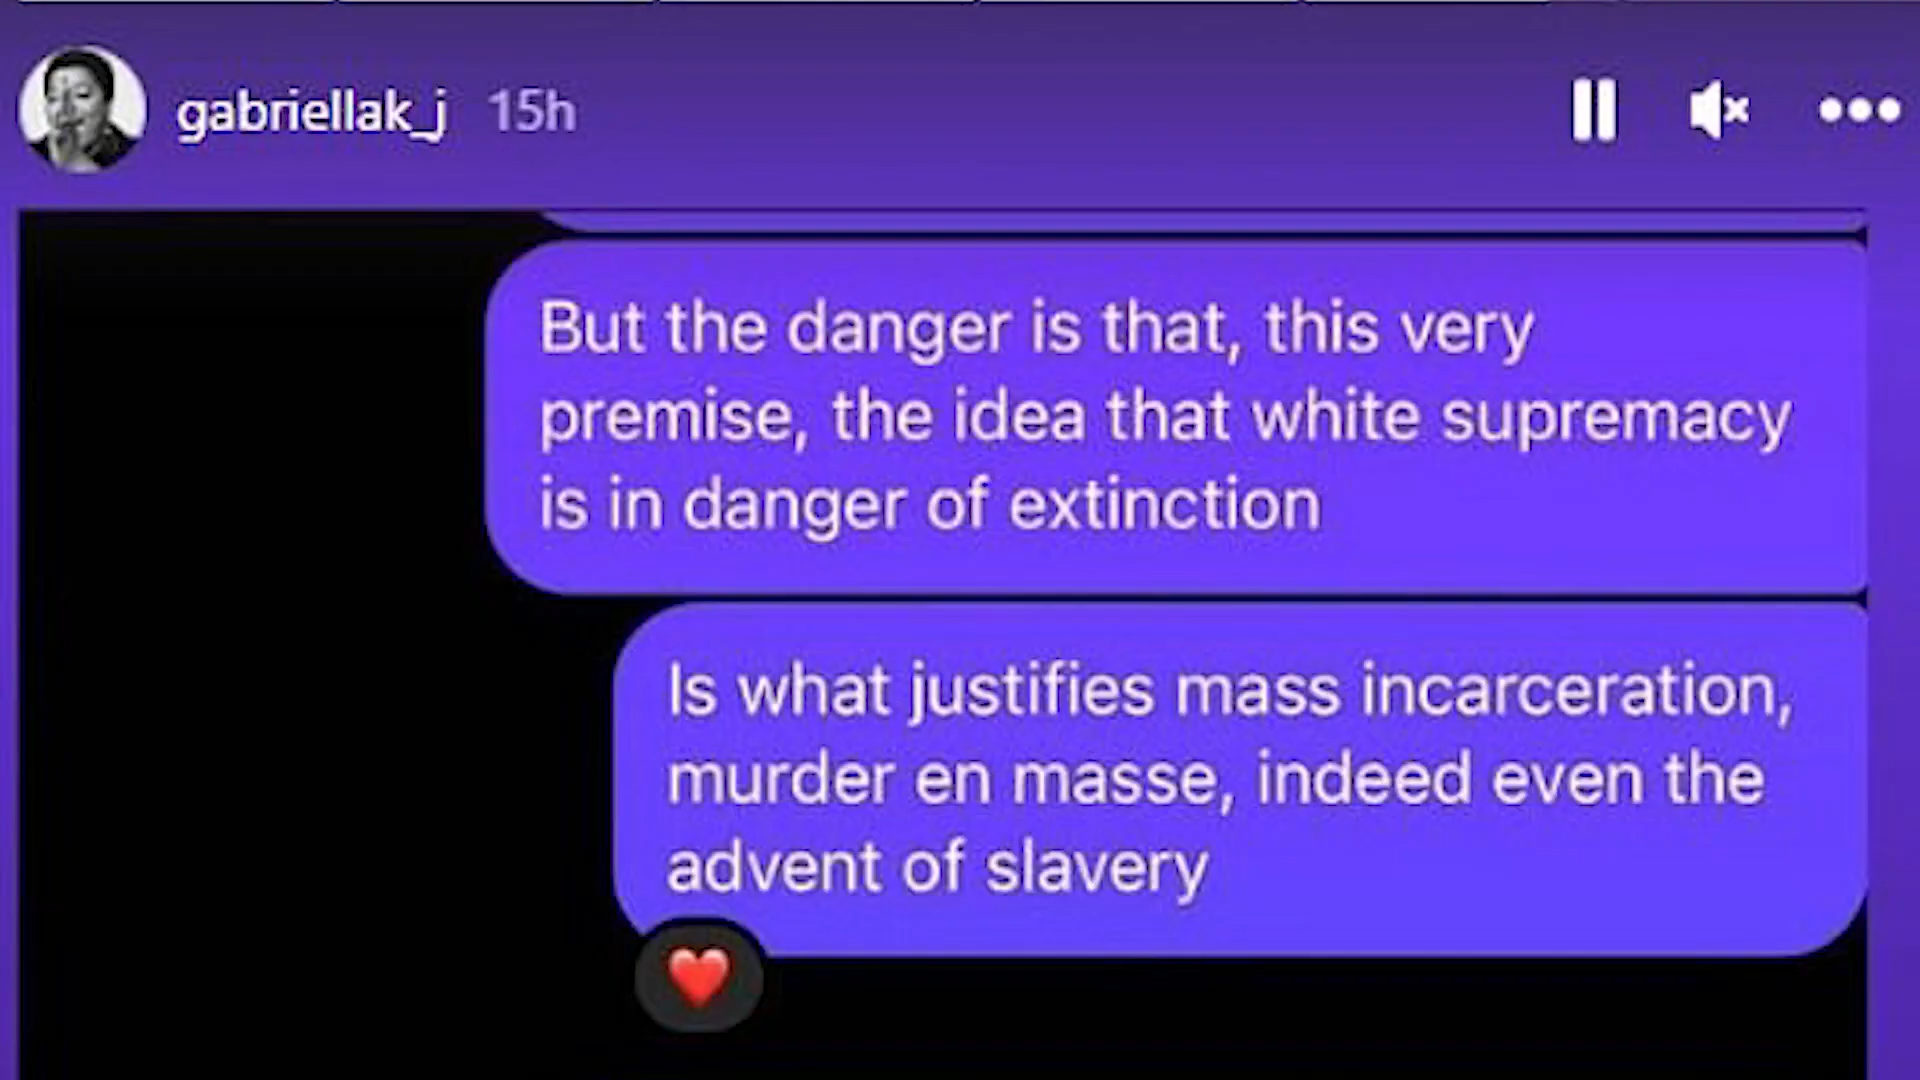 gabriellak_j 15h
But the danger is that, this very
premise, the idea that white supremacy
is in danger of extinction
Is what justifies mass incarceration,
murder en masse, indeed even the
advent of slavery